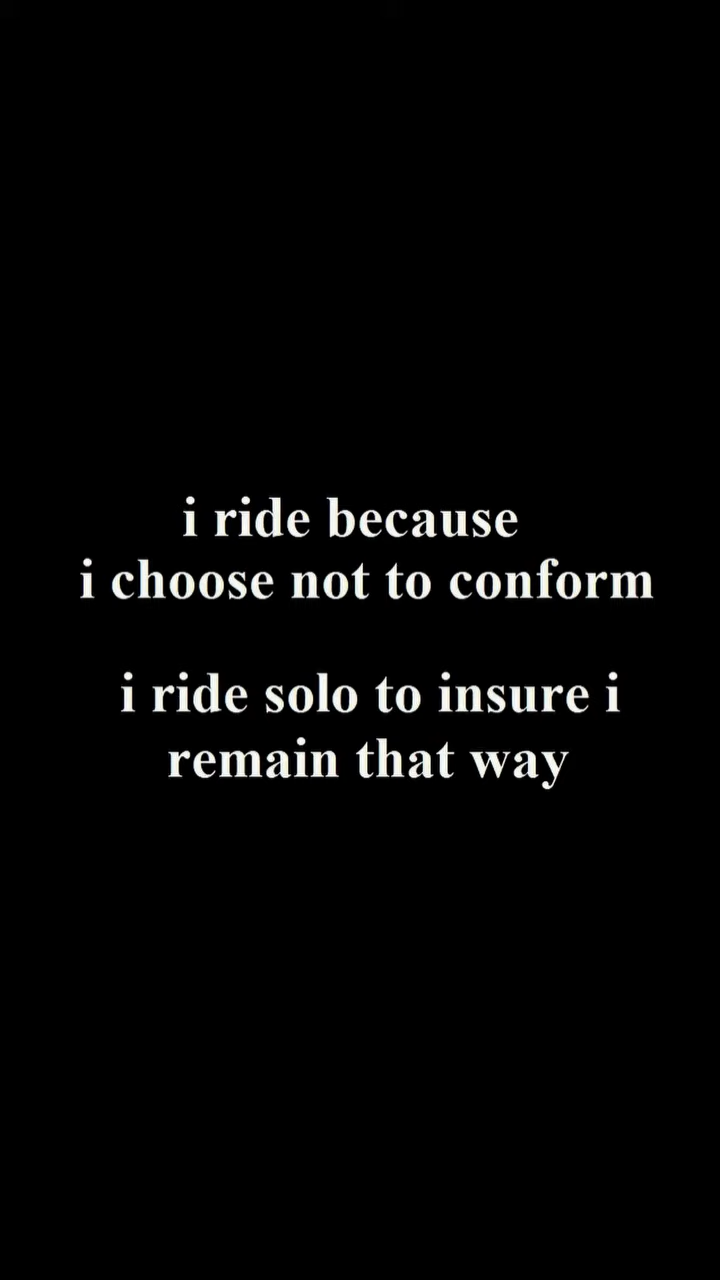 i ride because
i choose not to conform
i ride solo to insure i
remain that way